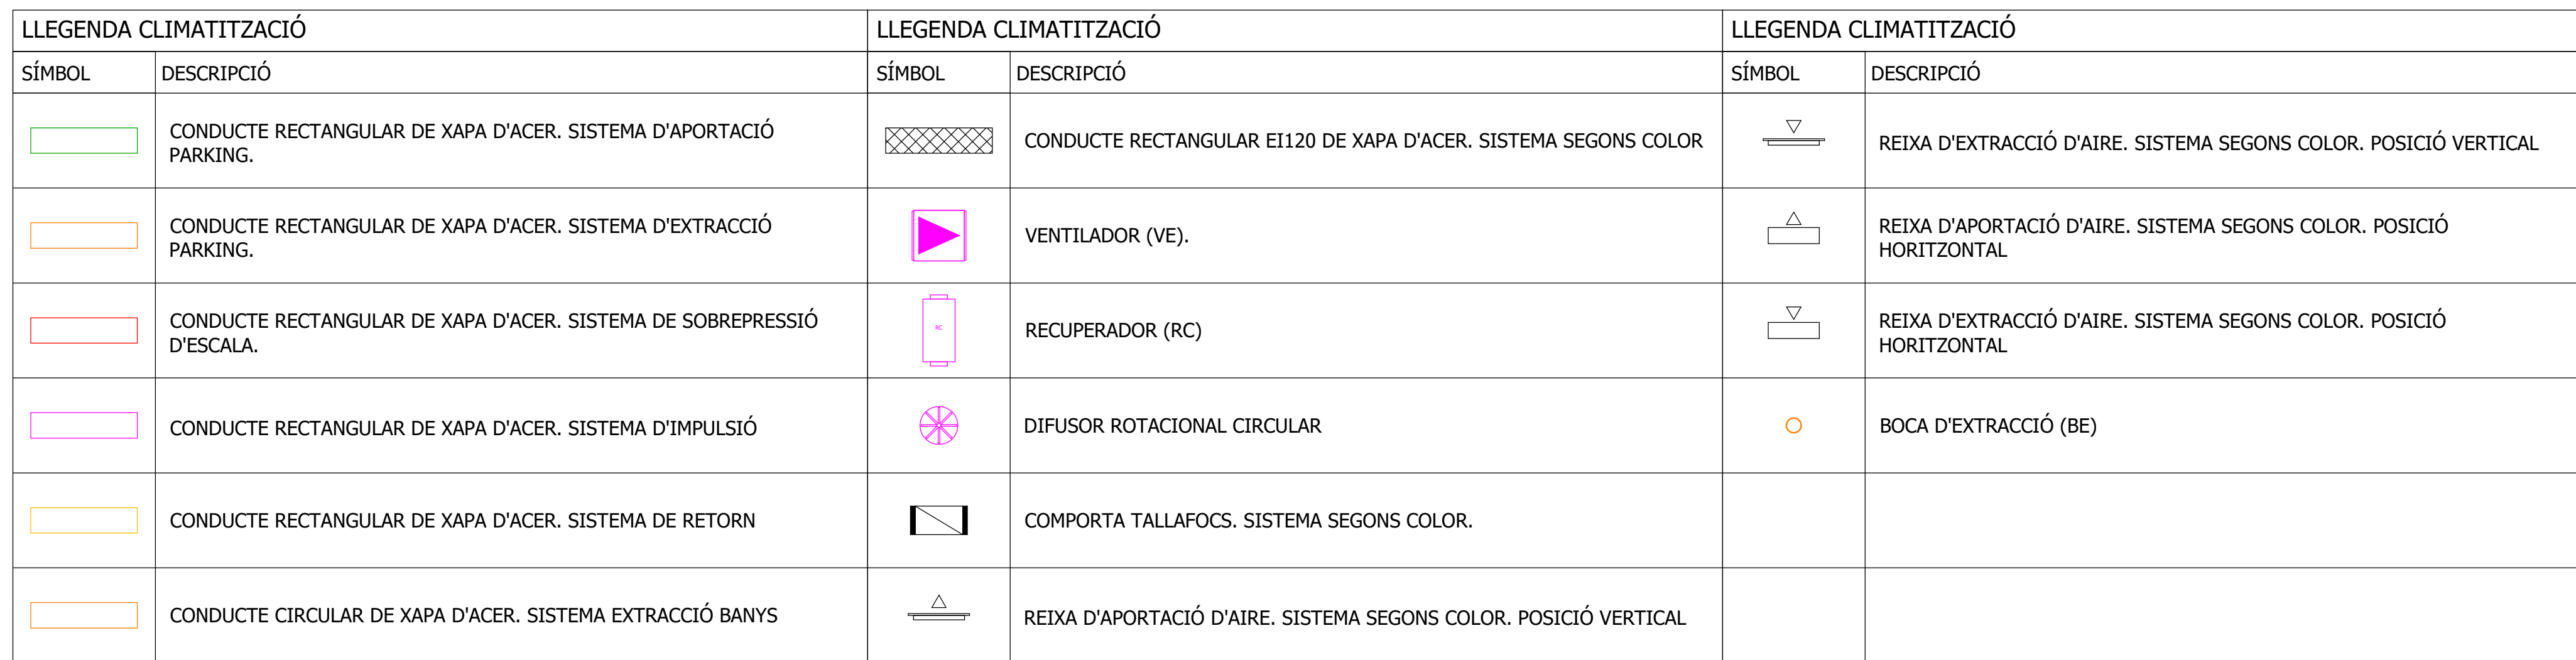 LLEGENDA CLIMATITZACIÓ
SÍMBOL DESCRIPCIÓ
CONDUCTE RECTANGULAR DE XAPA D'ACER. SISTEMA D'APORTACIÓ
PARKING.
CONDUCTE RECTANGULAR DE XAPA D'ACER. SISTEMA D'EXTRACCIÓ
PARKING.
CONDUCTE RECTANGULAR DE XAPA D'ACER. SISTEMA DE SOBREPRESSIÓ
D'ESCALA.
CONDUCTE RECTANGULAR DE XAPA D'ACER. SISTEMA D'IMPULSIÓ
CONDUCTE RECTANGULAR DE XAPA D'ACER. SISTEMA DE RETORN
CONDUCTE CIRCULAR DE XAPA D'ACER. SISTEMA EXTRACCIÓ BANYS
LLEGENDA CLIMATITZACIÓ
SÍMBOL DESCRIPCIÓ
CONDUCTE RECTANGULAR EI120 DE XAPA D'ACER. SISTEMA SEGONS COLOR
VENTILADOR (VE).
RC
RECUPERADOR (RC)
DIFUSOR ROTACIONAL CIRCULAR
COMPORTA TALLAFOCS. SISTEMA SEGONS COLOR.
REIXA D'APORTACIÓ D'AIRE. SISTEMA SEGONS COLOR. POSICIÓ VERTICAL
LLEGENDA CLIMATITZACIÓ
SÍMBOL DESCRIPCIÓ
REIXA D'EXTRACCIÓ D'AIRE. SISTEMA SEGONS COLOR. POSICIÓ VERTICAL
REIXA D'APORTACIÓ D'AIRE. SISTEMA SEGONS COLOR. POSICIÓ
HORITZONTAL
REIXA D'EXTRACCIÓ D'AIRE. SISTEMA SEGONS COLOR. POSICIÓ
HORITZONTAL
BOCA D'EXTRACCIÓ (BE)